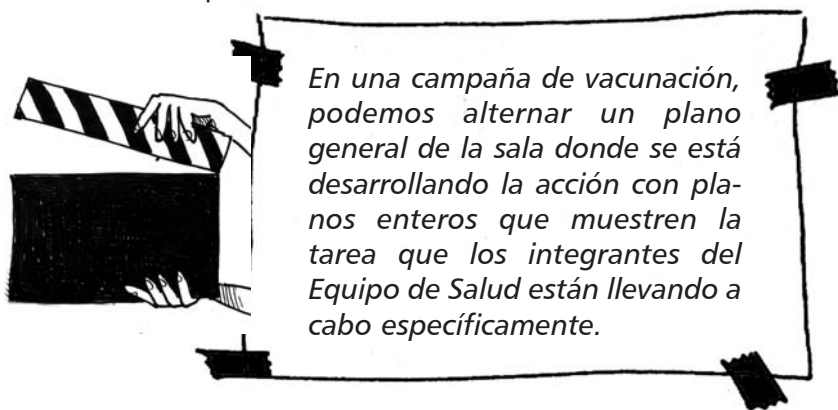 En una campaña de vacunación,
podemos alternar un plano
general de la sala donde se está
desarrollando la acción con pla-
nos enteros que muestren la
tarea que los integrantes del
Equipo de Salud están llevando a
cabo específicamente.